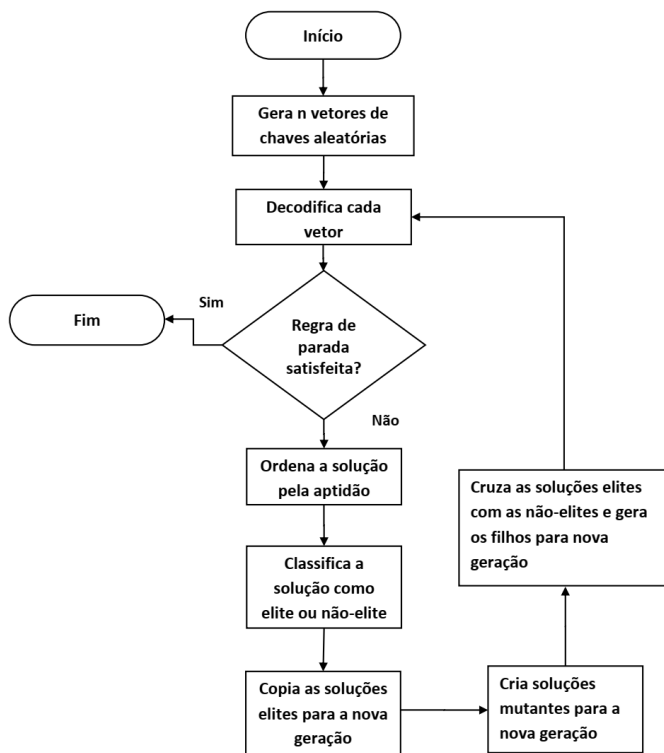 Início
Gera n vetores de
chaves aleatórias
Decodifica cada
vetor
Sim
Fim
Regra de
parada
satisfeita?
Não
Ordena a solução
pela aptidão
Classifica a
solução como
elite ou não-elite
Copia as soluções
elites para a nova
geração
Cria soluções
mutantes para a
nova geração
Cruza as soluções elites
com as não-elites e gera
os filhos para nova
geração